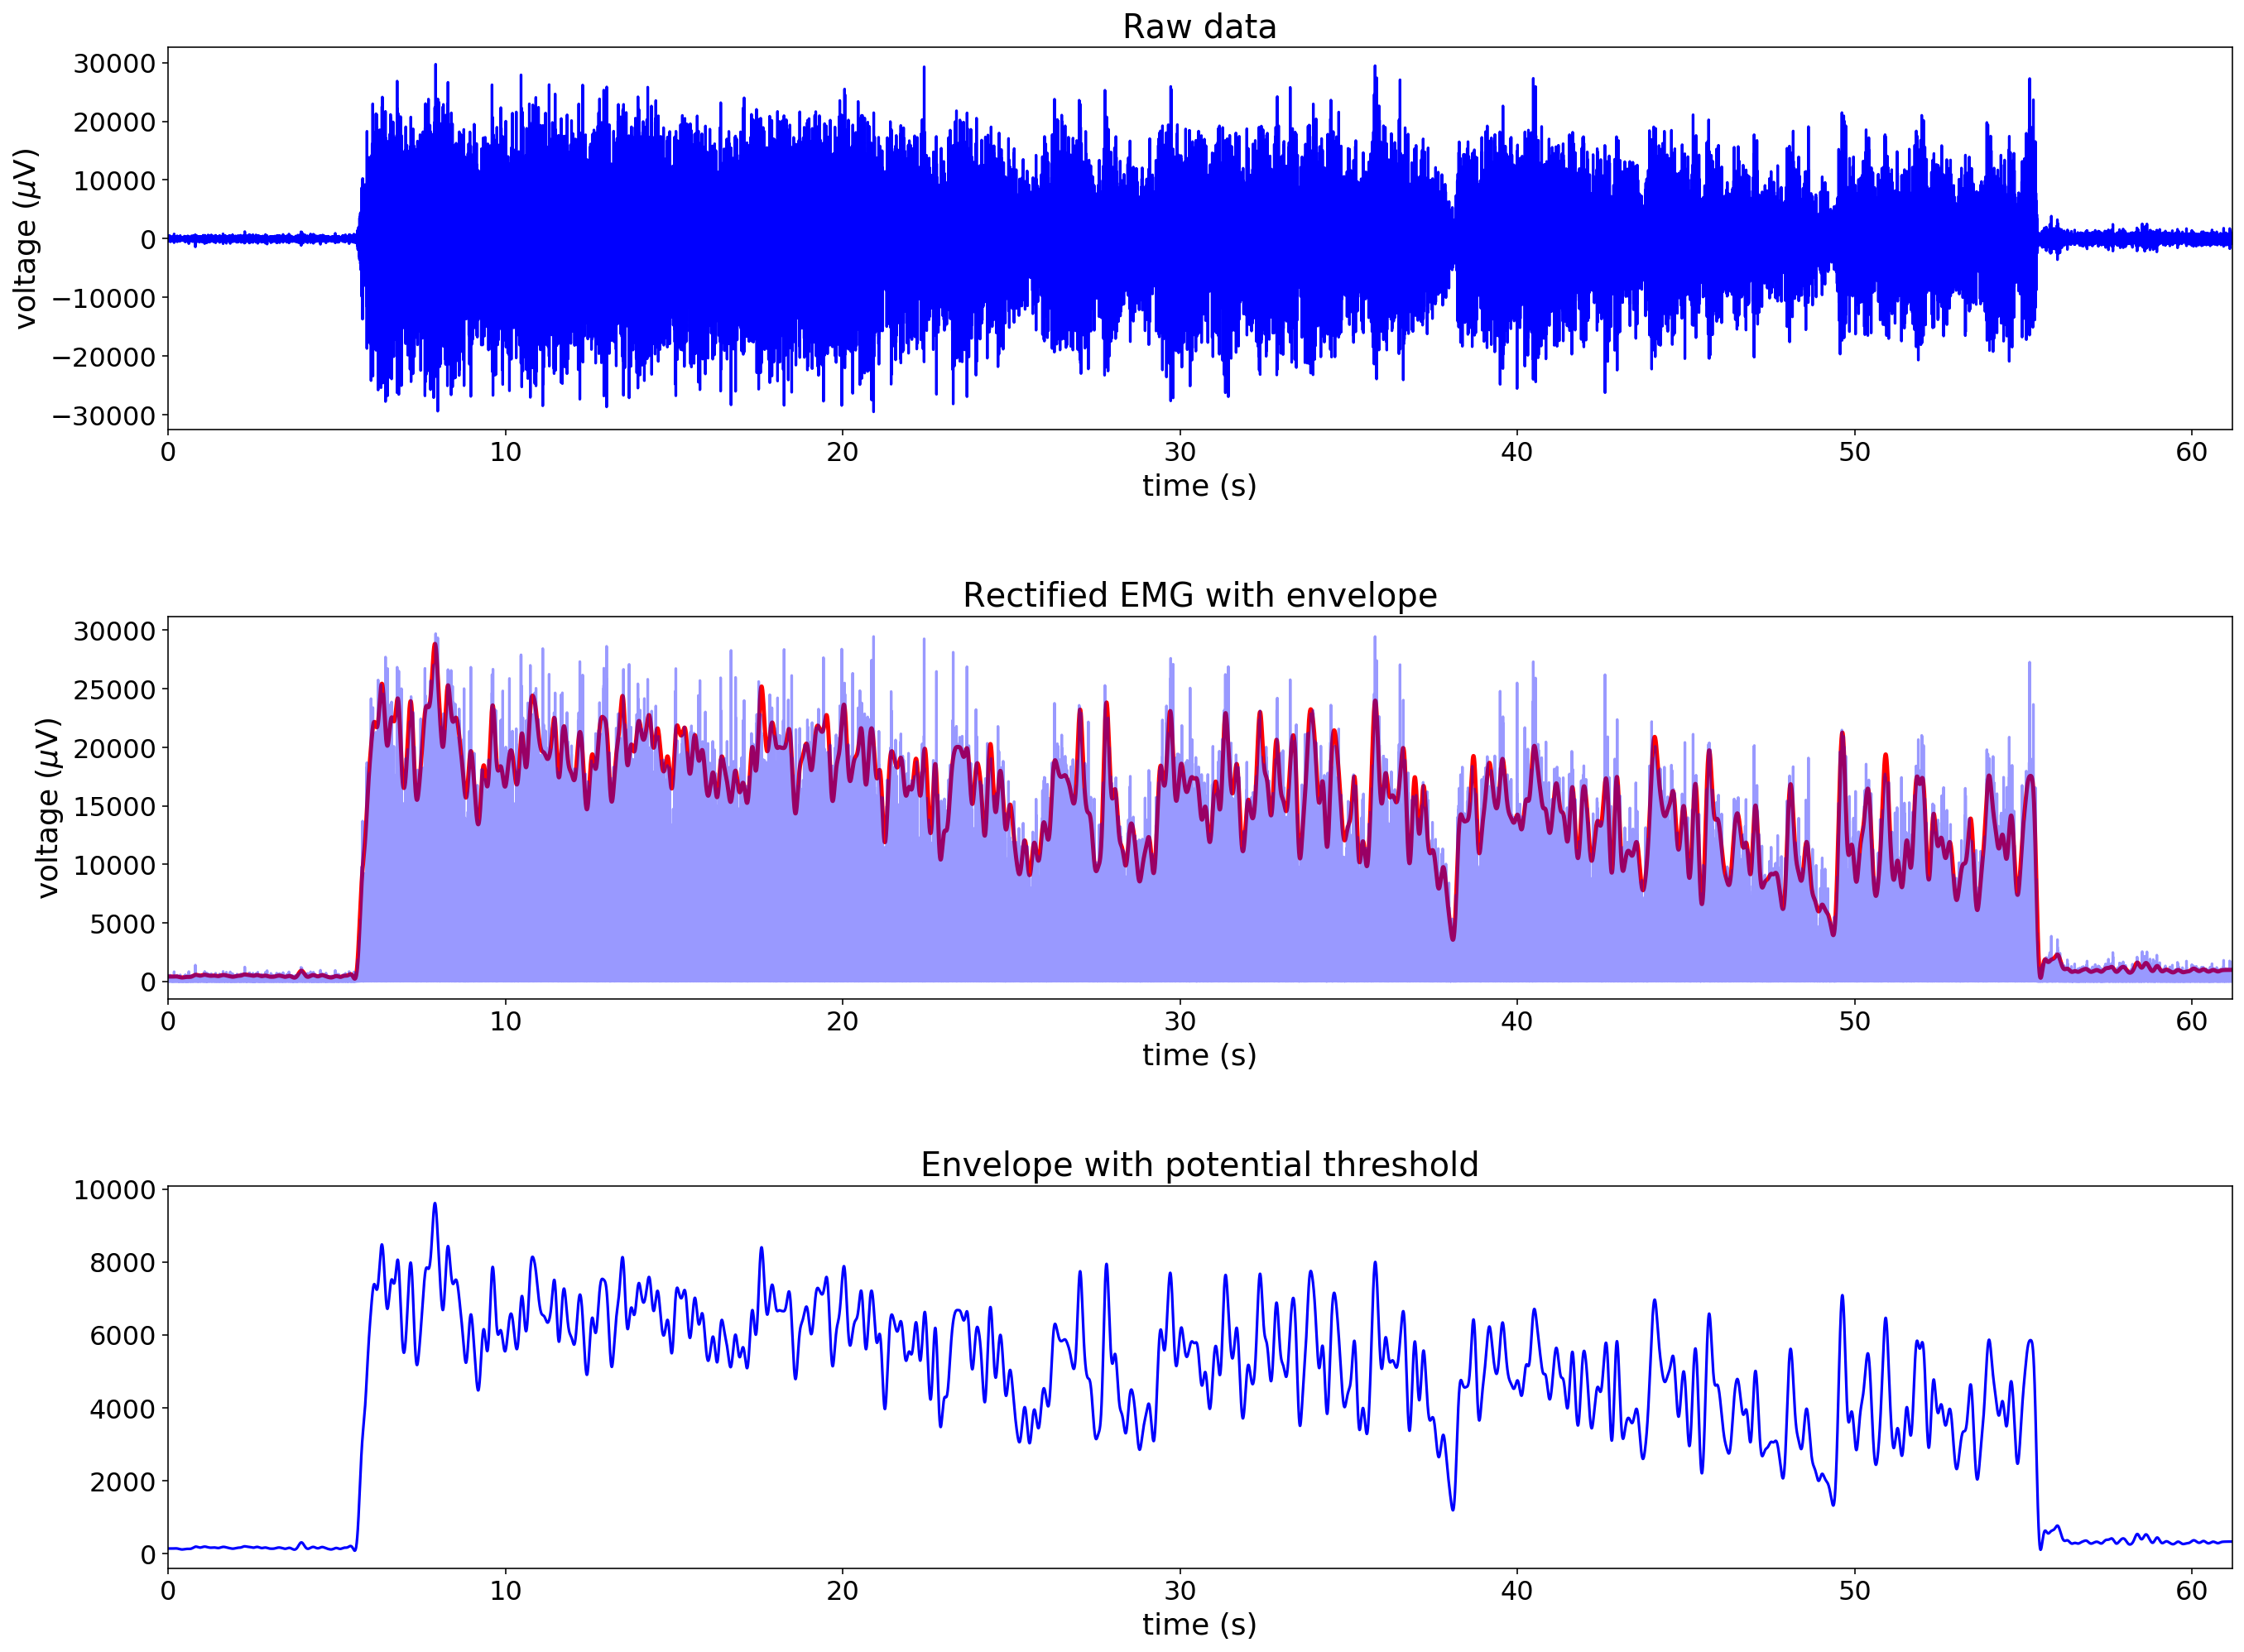 Raw data
30000
20000
10000
0
−10000
−20000
−30000
voltage (μV)
0 10 20 30 40 50 60
time (s)
Rectified EMG with envelope
30000
25000
20000
15000
10000
5000
0
voltage (μV)
0 10 20 30 40 50 60
time (s)
Envelope with potential threshold
10000
8000
6000
4000
2000
0
0 10 20 30 40 50 60
time (s)